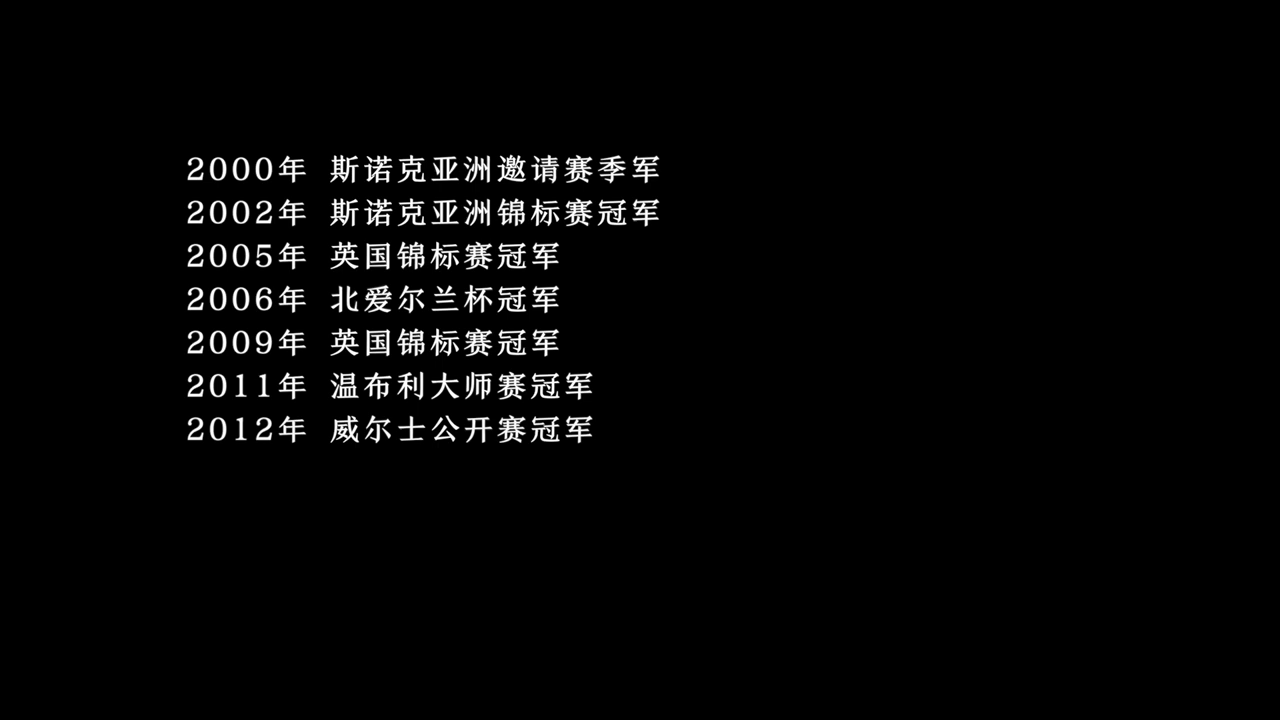 2000年 斯诺克亚洲邀请赛季军
2002年 斯诺克亚洲锦标赛冠军
2005年 英国锦标赛冠军
2006年 北爱尔兰杯冠军
2009年 英国锦标赛冠军
2011年 温布利大师赛冠军
2012年 威尔士公开赛冠军